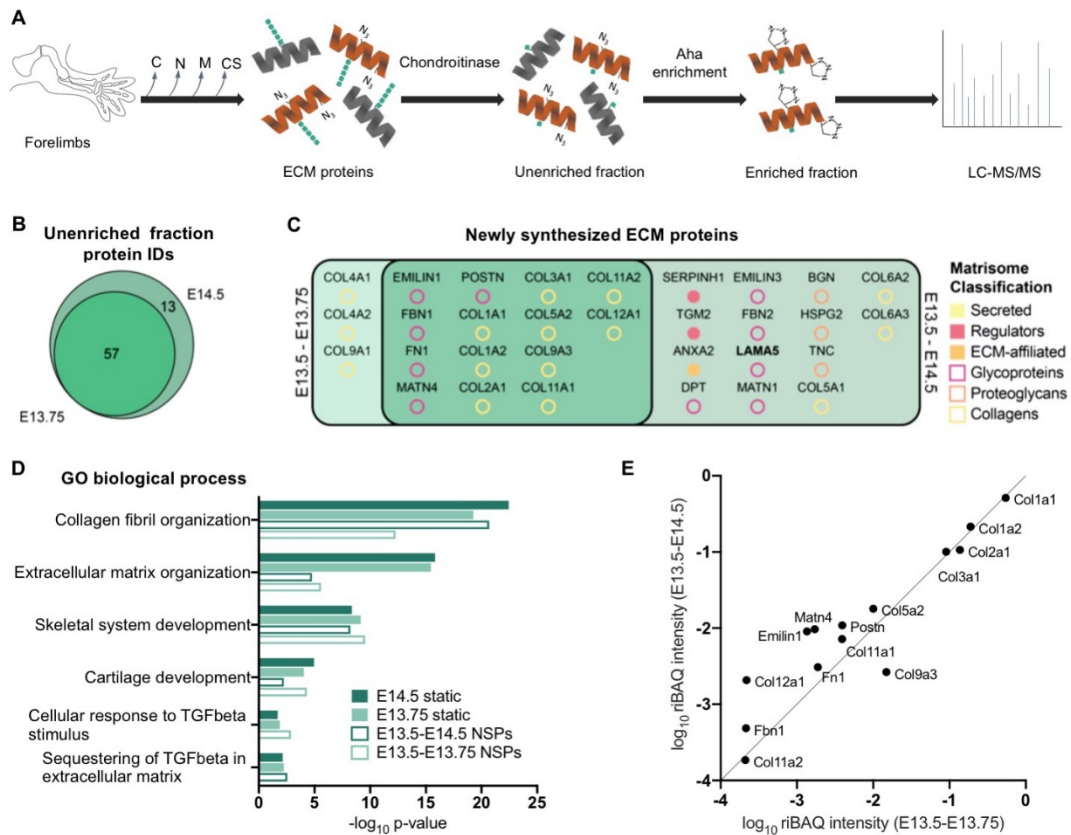 A
C N M CS
N3
N3
N3
N3
Chondroitinase
Aha
enrichment
Forelimbs
ECM proteins
Unenriched fraction
Enriched fraction
LC-MS/MS
B
Unenriched fraction
protein IDs
E14.5
13
57
E13.75
C
Newly synthesized ECM proteins
E13.5 - E13.75
COL4A1 EMILIN1 POSTN COL3A1 COL11A2 SERPINH1 EMILIN3 BGN COL6A2
COL4A2 FBN1 COL1A1 COL5A2 COL12A1 TGM2 FBN2 HSPG2 COL6A3
COL9A1 FN1 COL1A2 COL9A3 ANXA2 LAMA5 TNC
MATN4 COL2A1 COL11A1 DPT MATN1 COL5A1
E13.5 - E14.5
Matrisome
Classification
Secreted
Regulators
ECM-affiliated
Glycoproteins
Proteoglycans
Collagens
D
GO biological process
Collagen fibril organization
Extracellular matrix organization
Skeletal system development
Cartilage development
Cellular response to TGFbeta
stimulus
Sequestering of TGFbeta in
extracellular matrix
E14.5 static
E13.75 static
E13.5-E14.5 NSPs
E13.5-E13.75 NSPs
0 5 10 15 20 25
-log10 p-value
E
log10 riBAQ intensity (E13.5-E14.5)
0
-1
-2
-3
-4
Col1a1
Col1a2
Col2a1
Col3a1
Col5a2
Matn4
Postn
Emilin1
Col11a1
Fn1
Col9a3
Col12a1
Fbn1
Col11a2
-4 -3 -2 -1 0
log10 riBAQ intensity (E13.5-E13.75)